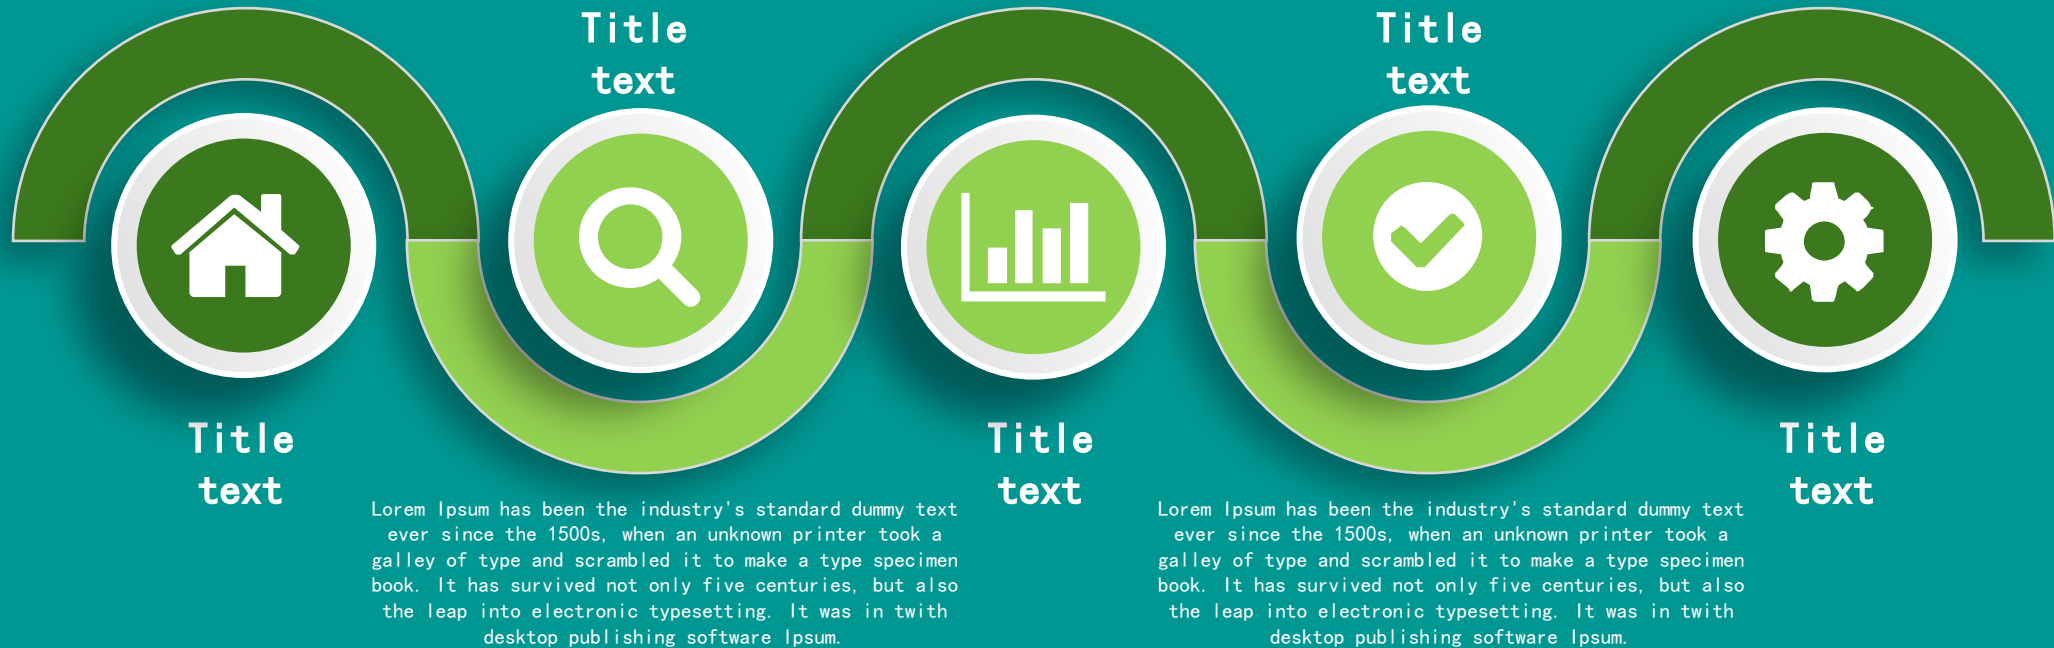 Title
text
Title
text
Title
text
Title
text
Title
text
Lorem Ipsum has been the industry's standard dummy text
ever since the 1500s, when an unknown printer took a
galley of type and scrambled it to make a type specimen
book. It has survived not only five centuries, but also
the leap into electronic typesetting. It was in twith
desktop publishing software Ipsum.
Lorem Ipsum has been the industry's standard dummy text
ever since the 1500s, when an unknown printer took a
galley of type and scrambled it to make a type specimen
book. It has survived not only five centuries, but also
the leap into electronic typesetting. It was in twith
desktop publishing software Ipsum.